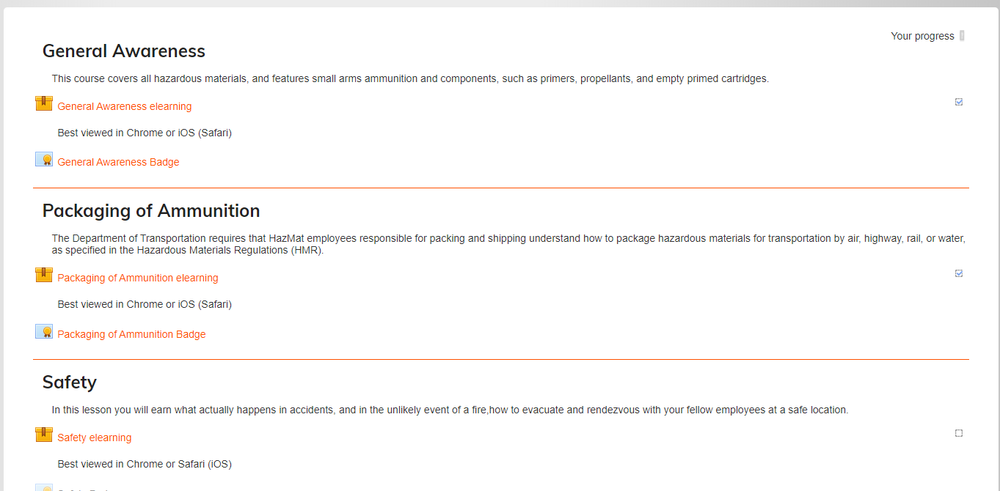 Your progress
General Awareness
This course covers all hazardous materials, and features small arms ammunition and components, such as primers, propellants, and empty primed cartridges.
General Awareness elearning
Best viewed in Chrome or iOS (Safari)
General Awareness Badge
Packaging of Ammunition
The Department of Transportation requires that HazMat employees responsible for packing and shipping understand how to package hazardous materials for transportation by air, highway, rail, or water,
as specified in the Hazardous Materials Regulations (HMR).
Packaging of Ammunition elearning
Best viewed in Chrome or iOS (Safari)
Packaging of Ammunition Badge
Safety
In this lesson you will earn what actually happens in accidents, and in the unlikely event of a fire,how to evacuate and rendezvous with your fellow employees at a safe location.
Safety elearning
Best viewed in Chrome or Safari (iOS)